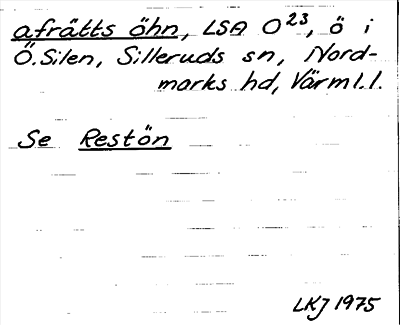 afrätts öhn, LSA O²³, ö i
Ö. Silen, Silleruds sn, Nord-
marks hd, Värml.l.
Se Restön
LKJ 1975